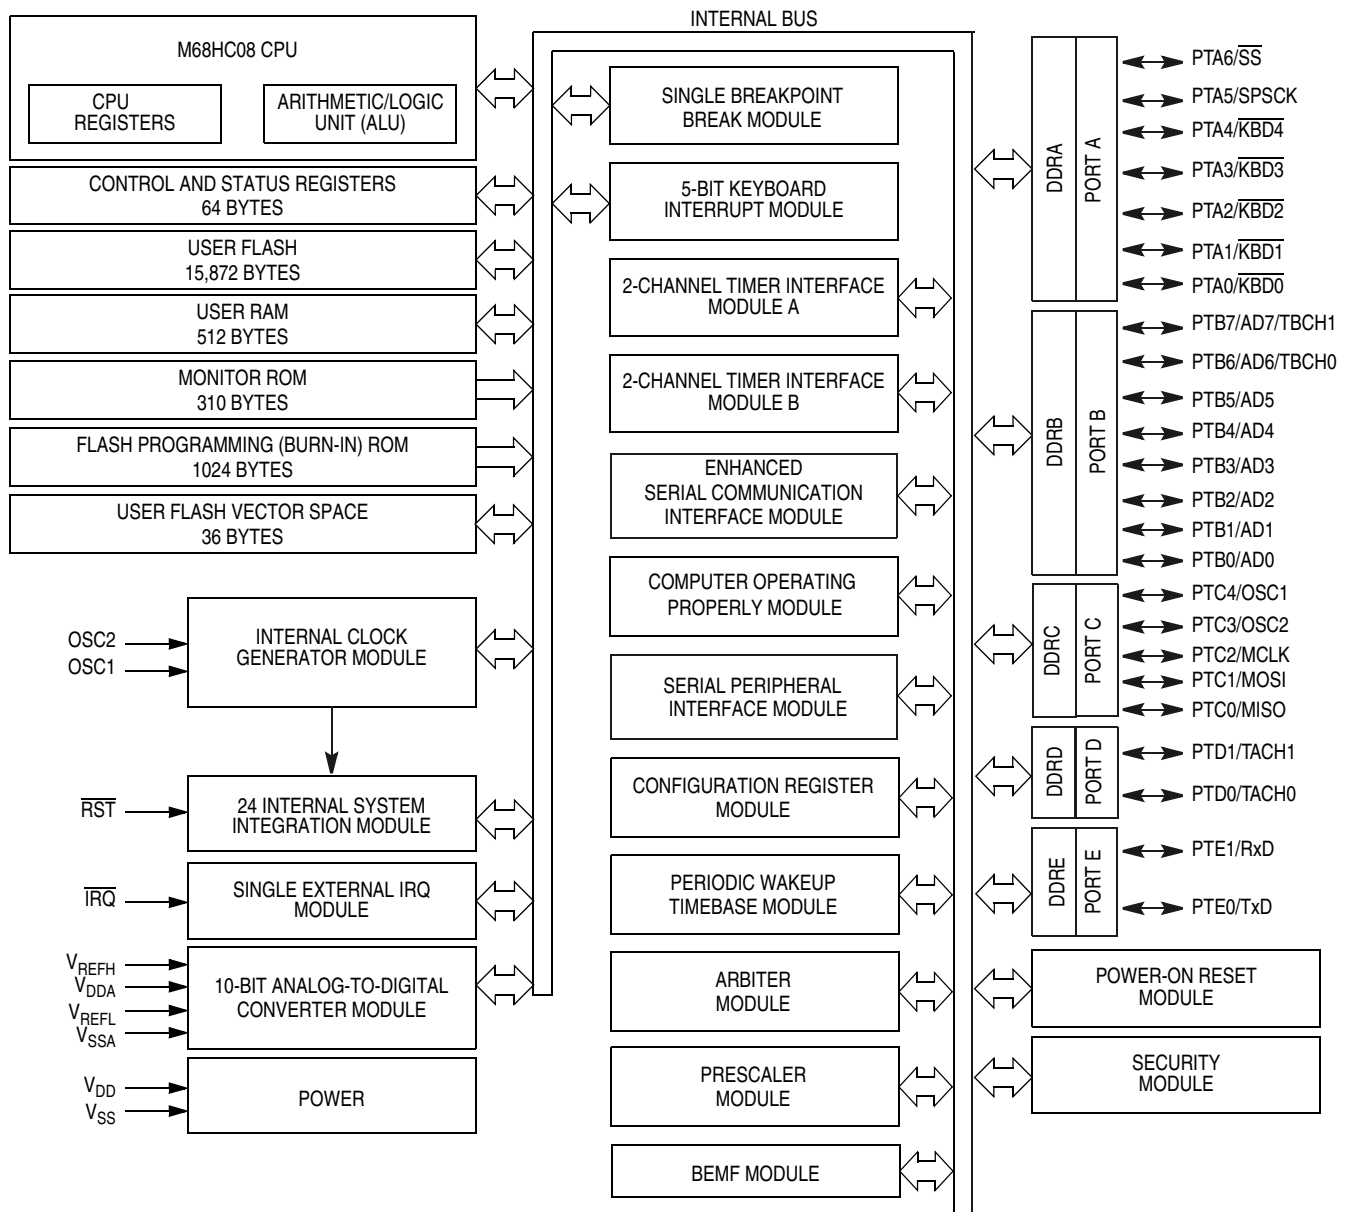 INTERNAL BUS
M68HC08 CPU
CPU
REGISTERS
ARITHMETIC/LOGIC
UNIT (ALU)
CONTROL AND STATUS REGISTERS
64 BYTES
USER FLASH
15,872 BYTES
USER RAM
512 BYTES
MONITOR ROM
310 BYTES
FLASH PROGRAMMING (BURN-IN) ROM
1024 BYTES
USER FLASH VECTOR SPACE
36 BYTES
OSC2
OSC1
INTERNAL CLOCK
GENERATOR MODULE
RST
24 INTERNAL SYSTEM
INTEGRATION MODULE
IRQ
SINGLE EXTERNAL IRQ
MODULE
VREFH
VDDA
VREFL
VSSA
10-BIT ANALOG-TO-DIGITAL
CONVERTER MODULE
VDD
VSS
POWER
SINGLE BREAKPOINT
BREAK MODULE
5-BIT KEYBOARD
INTERRUPT MODULE
2-CHANNEL TIMER INTERFACE
MODULE A
2-CHANNEL TIMER INTERFACE
MODULE B
ENHANCED
SERIAL COMMUNICATION
INTERFACE MODULE
COMPUTER OPERATING
PROPERLY MODULE
SERIAL PERIPHERAL
INTERFACE MODULE
CONFIGURATION REGISTER
MODULE
PERIODIC WAKEUP
TIMEBASE MODULE
ARBITER
MODULE
PRESCALER
MODULE
BEMF MODULE
DDRA
PORT A
PTA6/SS
PTA5/SPSCK
PTA4/KBD4
PTA3/KBD3
PTA2/KBD2
PTA1/KBD1
PTA0/KBD0
DDRB
PORT B
PTB7/AD7/TBCH1
PTB6/AD6/TBCH0
PTB5/AD5
PTB4/AD4
PTB3/AD3
PTB2/AD2
PTB1/AD1
PTB0/AD0
DDRC
PORT C
PTC4/OSC1
PTC3/OSC2
PTC2/MCLK
PTC1/MOSI
PTC0/MISO
DDRD
PORT D
PTD1/TACH1
PTD0/TACH0
DDRE
PORT E
PTE1/RxD
PTE0/TxD
POWER-ON RESET
MODULE
SECURITY
MODULE